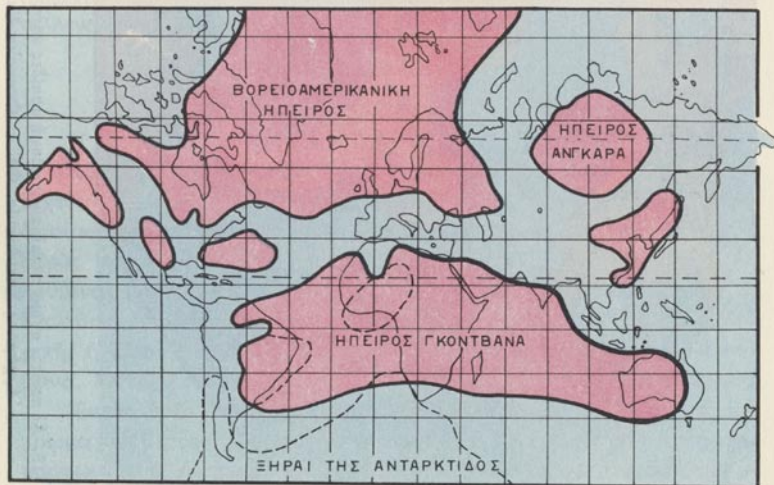 ΒΟΡΕΙΟΑΜΕΡΙΚΑΝΙΚΗ
ΗΠΕΙΡΟΣ
ΗΠΕΙΡΟΣ
ΑΝΓΚΑΡΑ
ΗΠΕΙΡΟΣ ΓΚΟΝΤΒΑΝΑ
ΞΗΡΑΙ ΤΗΣ ΑΝΤΑΡΚΤΙΔΟΣ